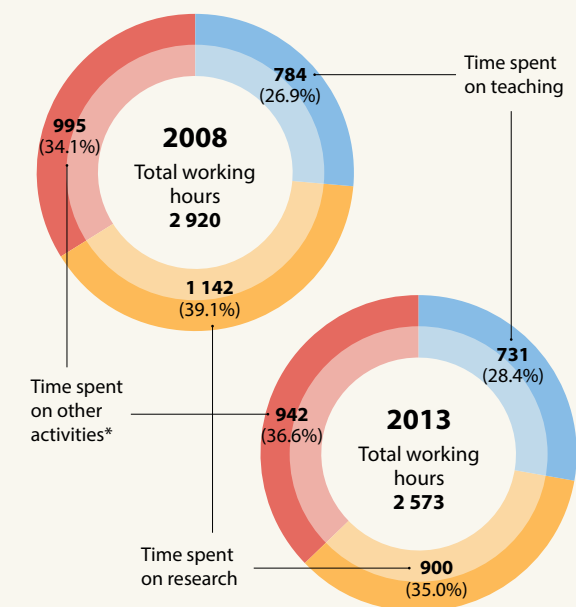 784
(26.9%)
Time spent
on teaching
995
(34.1%)
2008
Total working
hours
2 920
1 142
(39.1%)
731
(28.4%)
Time spent
on other
activities*
942
(36.6%)
2013
Total working
hours
2 573
Time spent
on research
900
(35.0%)